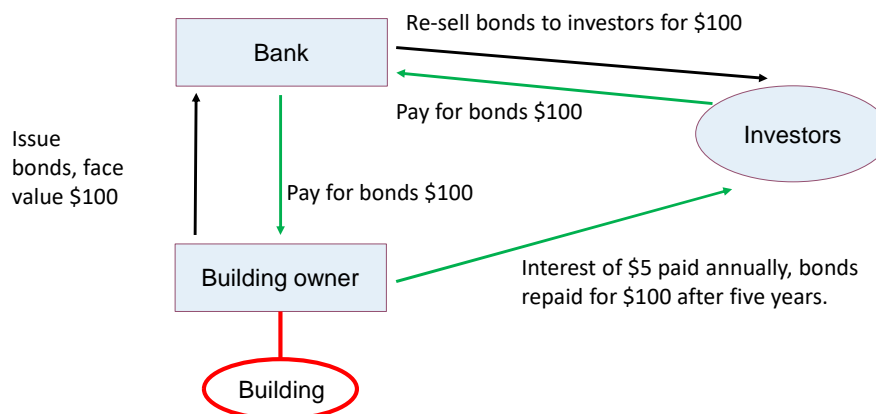 Re-sell bonds to investors for $100
Bank
Pay for bonds $100
Investors
Issue
bonds, face
value $100
Pay for bonds $100
Building owner
Interest of $5 paid annually, bonds
repaid for $100 after five years.
Building